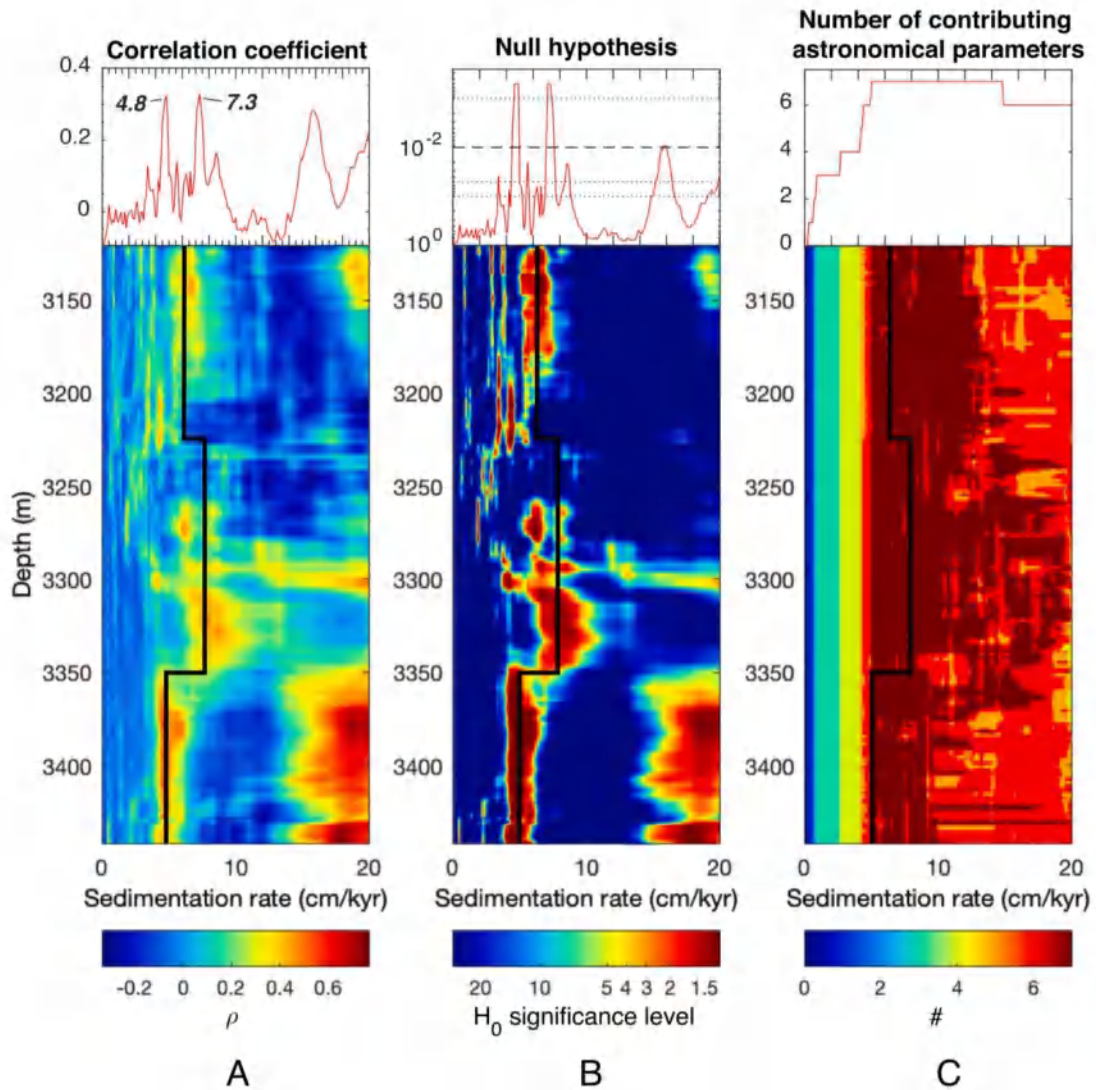 Correlation coefficient
Null hypothesis
Number of contributing
astronomical parameters
0.4
0.2
0
4.8
7.3
10⁻²
10⁰
6
4
2
0
Depth (m)
3150
3200
3250
3300
3350
3400
3150
3200
3250
3300
3350
3400
3150
3200
3250
3300
3350
3400
0 10 20
0 10 20
0 10 20
Sedimentation rate (cm/kyr)
Sedimentation rate (cm/kyr)
Sedimentation rate (cm/kyr)
-0.2 0 0.2 0.4 0.6
20 10 5 4 3 2 1.5
0 2 4 6
ρ
H₀ significance level
#
A
B
C